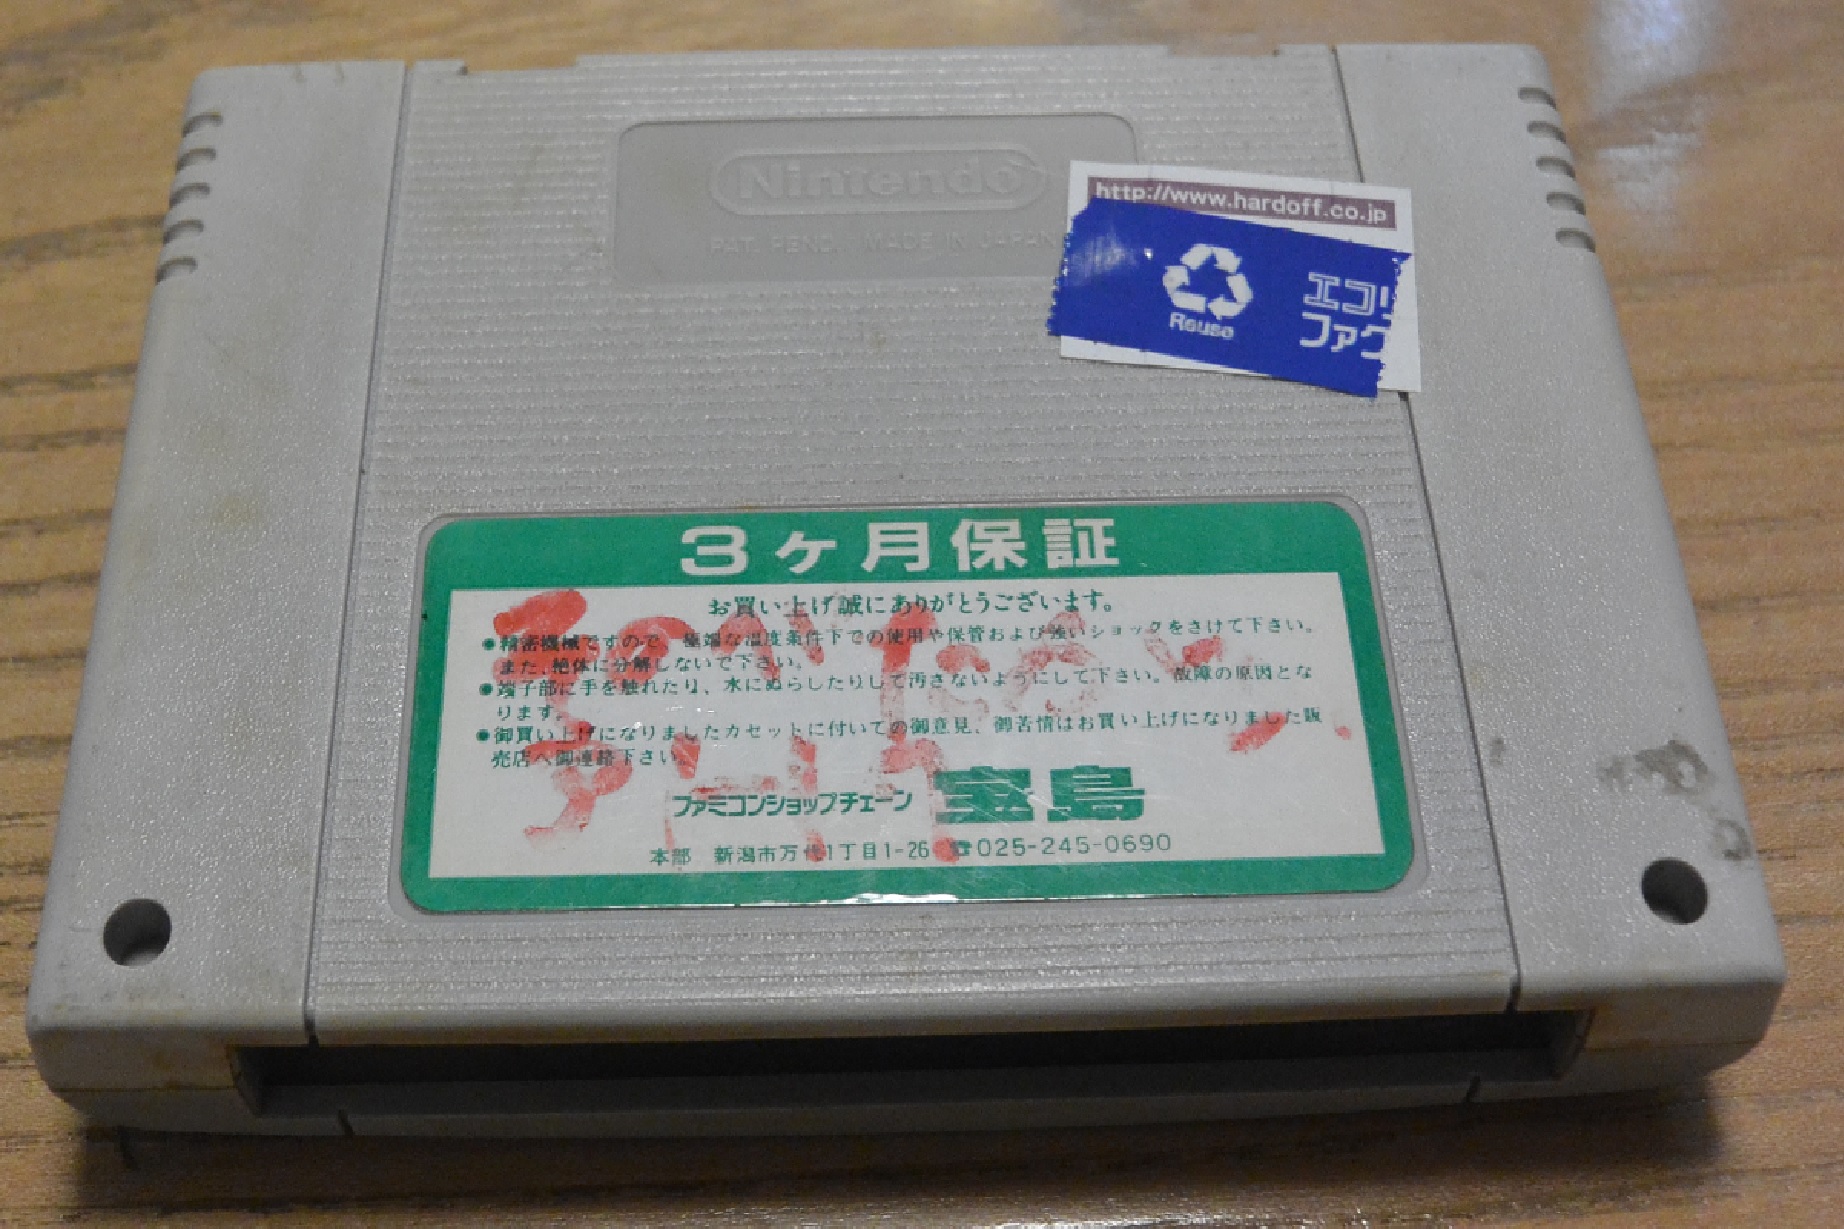 Nintendo
PAT. PEND. MADE IN JAPAN
http://www.hardoff.co.jp
Reuse
エコリ
ファク
3ヶ月保証
お買い上げ誠にありがとうございます。
●精密機械ですので、極端な温度条件下での使用や保管および強いショックをさけて下さい。
また、絶体に分解しないで下さい。
●端子部に手を触れたり、水にぬらしたりして汚さないようにして下さい。故障の原因とな
ります。
●御買い上げになりましたカセットに付いての御意見、御苦情はお買い上げになりました販
売店へ御連絡下さい。
ファミコンショップチェーン 宝島
本部 新潟市万代1丁目1-26 ☎025-245-0690